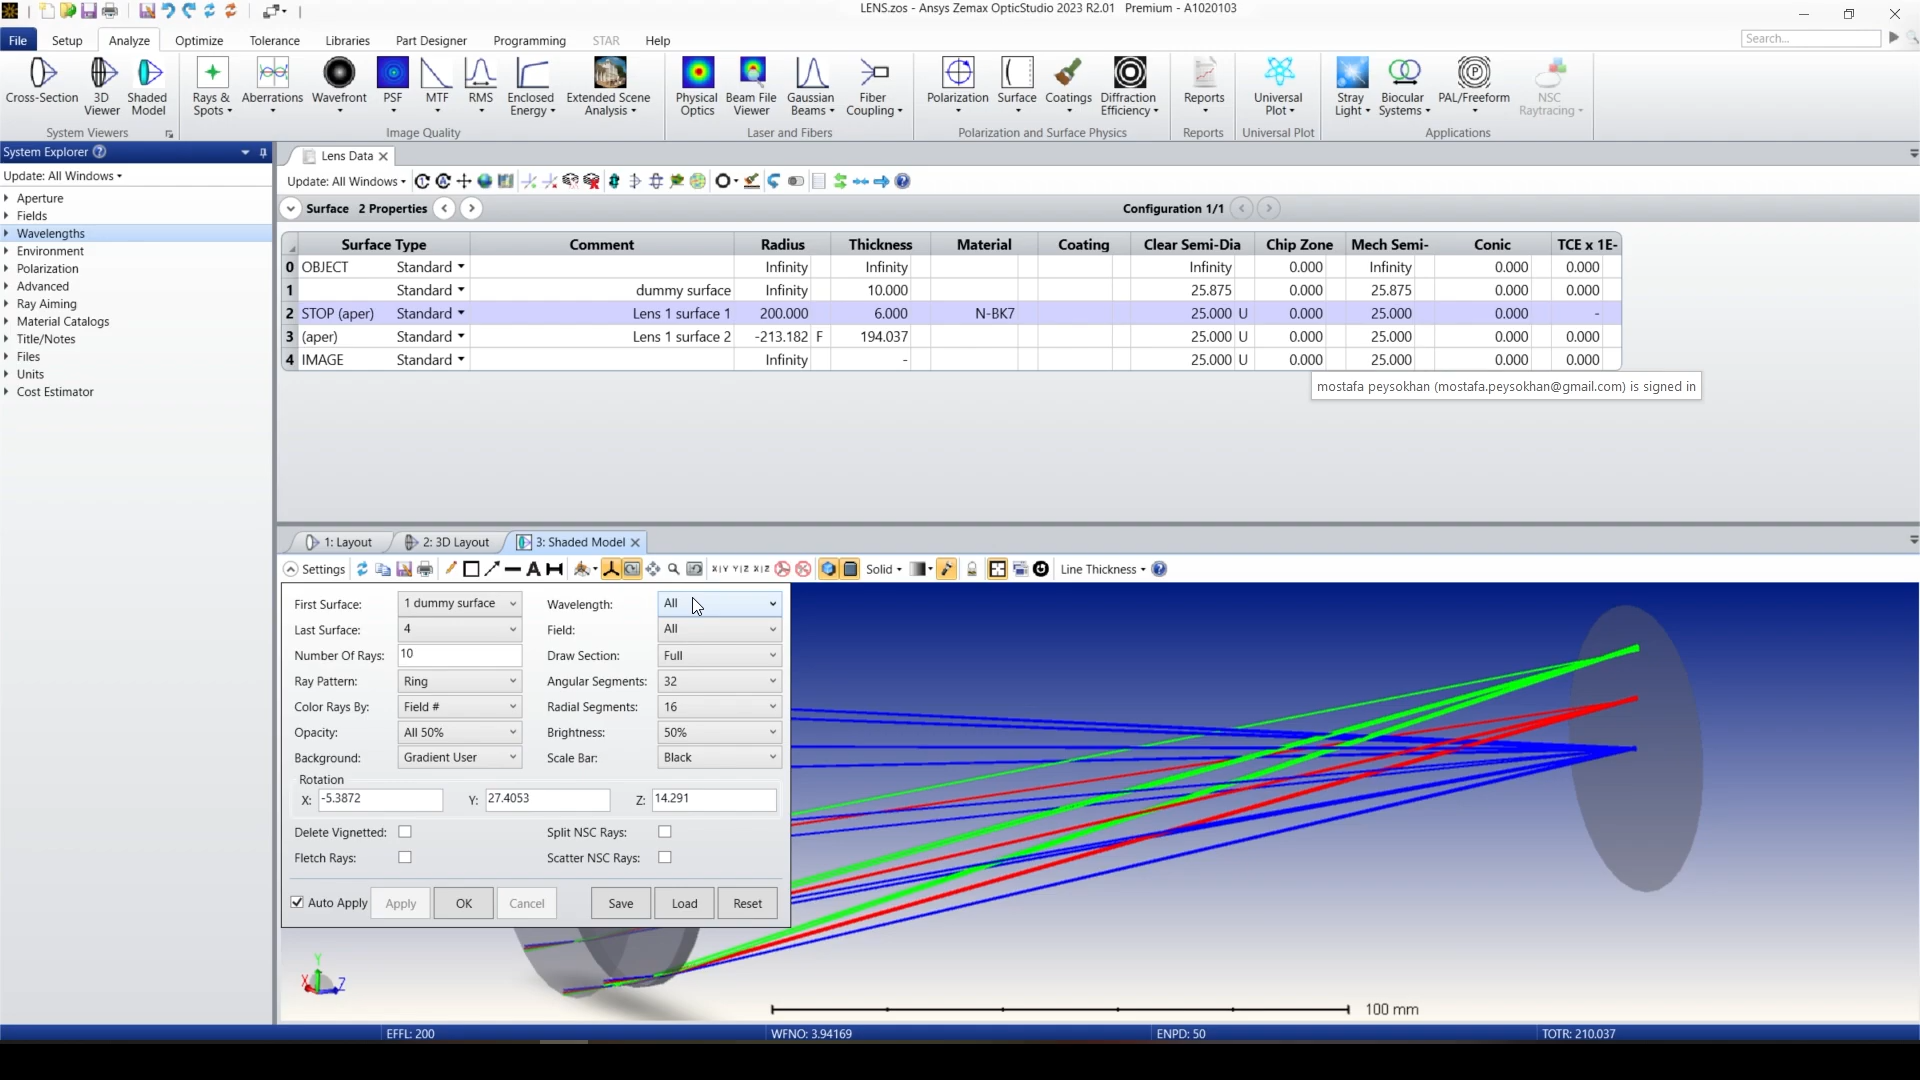 LENS.zos - Ansys Zemax OpticStudio 2023 R2.01   Premium - A1020103
File Setup Analyze Optimize Tolerance Libraries Part Designer Programming STAR Help Search...
Cross-Section 3D Viewer Shaded Model Rays & Spots Aberrations Wavefront PSF MTF RMS Enclosed Energy Extended Scene Analysis Physical Optics Beam File Viewer Gaussian Beams Fiber Coupling Polarization Surface Coatings Diffraction Efficiency Reports Universal Plot Stray Light Biocular Systems PAL/Freeform NSC Raytracing
System Viewers Image Quality Laser and Fibers Polarization and Surface Physics Reports Universal Plot Applications
System Explorer ?
Update: All Windows
Aperture
Fields
Wavelengths
Environment
Polarization
Advanced
Ray Aiming
Material Catalogs
Title/Notes
Files
Units
Cost Estimator
Lens Data
Update: All Windows
Surface 2 Properties < > Configuration 1/1 < >
Surface Type Comment Radius Thickness Material Coating Clear Semi-Dia Chip Zone Mech Semi- Conic TCE x 1E-
0 OBJECT Standard Infinity Infinity Infinity 0.000 Infinity 0.000 0.000
1 Standard dummy surface Infinity 10.000 25.875 0.000 25.875 0.000 0.000
2 STOP (aper) Standard Lens 1 surface 1 200.000 6.000 N-BK7 25.000 U 0.000 25.000 0.000 -
3 (aper) Standard Lens 1 surface 2 -213.182 F 194.037 25.000 U 0.000 25.000 0.000 0.000
4 IMAGE Standard Infinity - 25.000 U 0.000 25.000 0.000 0.000
mostafa peysokhan (mostafa.peysokhan@gmail.com) is signed in
1: Layout 2: 3D Layout 3: Shaded Model
Settings A X|Y Y|Z X|Z Solid Line Thickness ?
First Surface: 1 dummy surface Wavelength: All
Last Surface: 4 Field: All
Number Of Rays: 10 Draw Section: Full
Ray Pattern: Ring Angular Segments: 32
Color Rays By: Field # Radial Segments: 16
Opacity: All 50% Brightness: 50%
Background: Gradient User Scale Bar: Black
Rotation
X: -5.3872 Y: 27.4053 Z: 14.291
Delete Vignetted: Split NSC Rays:
Fletch Rays: Scatter NSC Rays:
Auto Apply Apply OK Cancel Save Load Reset
Y
X Z
100 mm
EFFL: 200 WFNO: 3.94169 ENPD: 50 TOTR: 210.037